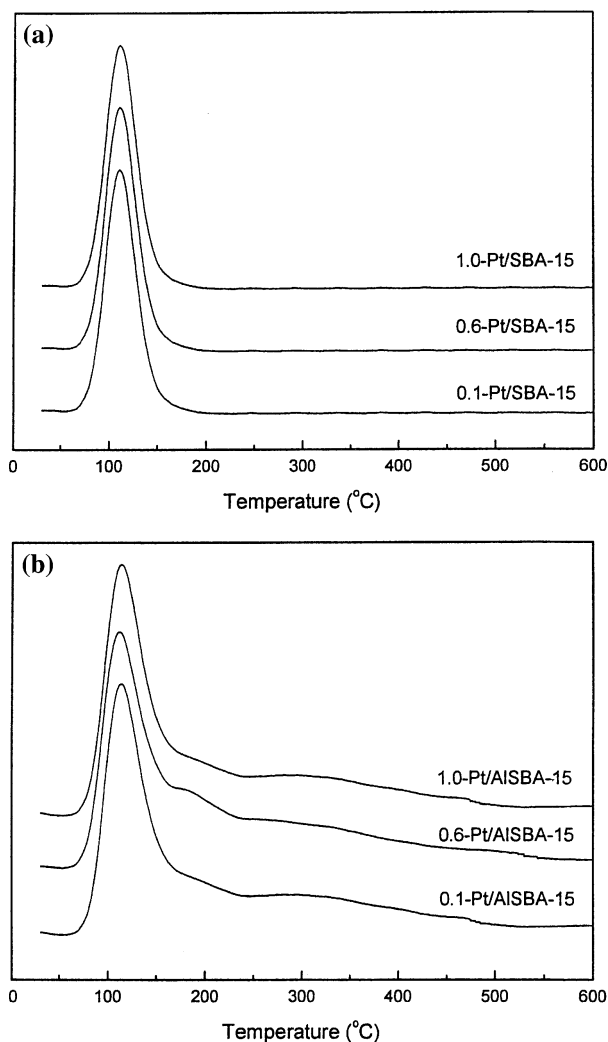 (a)
1.0-Pt/SBA-15
0.6-Pt/SBA-15
0.1-Pt/SBA-15
0 100 200 300 400 500 600
Temperature (°C)
(b)
1.0-Pt/AlSBA-15
0.6-Pt/AlSBA-15
0.1-Pt/AlSBA-15
0 100 200 300 400 500 600
Temperature (°C)